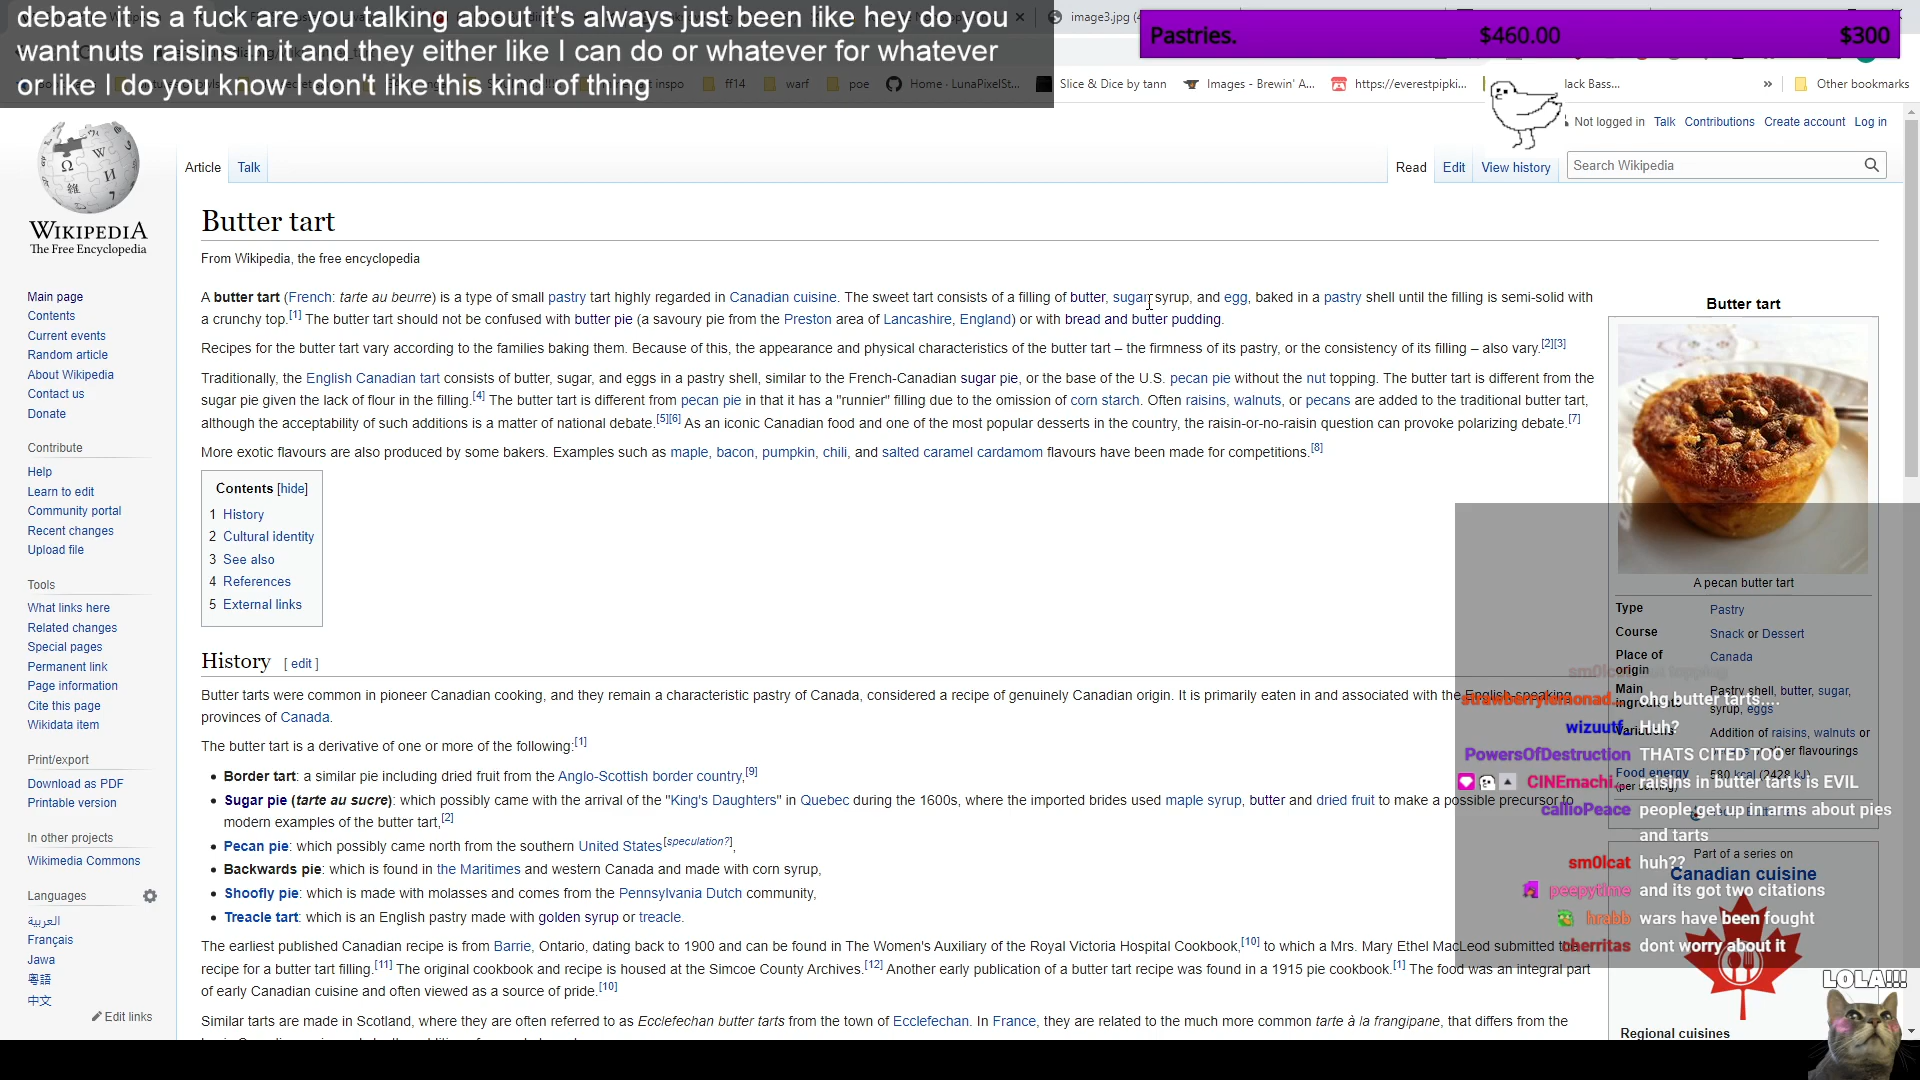 debate it is a fuck are you talking about it's always just been like hey do you
want nuts raisins in it and they either like I can do or whatever for whatever
or like I do you know I don't like this kind of thing
image3.jpg (4
Pastries. $460.00 $300
inspo
ff14
warf
poe
Home · LunaPixelSt...
Slice & Dice by tann
Images - Brewin' A...
https://everestpipki...
lack Bass...
»
Other bookmarks
Not logged in Talk Contributions Create account Log in
Article Talk
Read Edit View history Search Wikipedia
WIKIPEDIA
The Free Encyclopedia
Main page
Contents
Current events
Random article
About Wikipedia
Contact us
Donate
Contribute
Help
Learn to edit
Community portal
Recent changes
Upload file
Tools
What links here
Related changes
Special pages
Permanent link
Page information
Cite this page
Wikidata item
Print/export
Download as PDF
Printable version
In other projects
Wikimedia Commons
Languages
العربية
Français
Jawa
粵語
中文
Edit links
Butter tart
From Wikipedia, the free encyclopedia
A butter tart (French: tarte au beurre) is a type of small pastry tart highly regarded in Canadian cuisine. The sweet tart consists of a filling of butter, sugar syrup, and egg, baked in a pastry shell until the filling is semi-solid with
a crunchy top.[1] The butter tart should not be confused with butter pie (a savoury pie from the Preston area of Lancashire, England) or with bread and butter pudding.
Recipes for the butter tart vary according to the families baking them. Because of this, the appearance and physical characteristics of the butter tart – the firmness of its pastry, or the consistency of its filling – also vary.[2][3]
Traditionally, the English Canadian tart consists of butter, sugar, and eggs in a pastry shell, similar to the French-Canadian sugar pie, or the base of the U.S. pecan pie without the nut topping. The butter tart is different from the
sugar pie given the lack of flour in the filling.[4] The butter tart is different from pecan pie in that it has a "runnier" filling due to the omission of corn starch. Often raisins, walnuts, or pecans are added to the traditional butter tart,
although the acceptability of such additions is a matter of national debate.[5][6] As an iconic Canadian food and one of the most popular desserts in the country, the raisin-or-no-raisin question can provoke polarizing debate.[7]
More exotic flavours are also produced by some bakers. Examples such as maple, bacon, pumpkin, chili, and salted caramel cardamom flavours have been made for competitions.[8]
Contents [hide]
1 History
2 Cultural identity
3 See also
4 References
5 External links
History [ edit ]
Butter tarts were common in pioneer Canadian cooking, and they remain a characteristic pastry of Canada, considered a recipe of genuinely Canadian origin. It is primarily eaten in and associated with the English-speaking
provinces of Canada.
The butter tart is a derivative of one or more of the following:[1]
• Border tart: a similar pie including dried fruit from the Anglo-Scottish border country,[9]
• Sugar pie (tarte au sucre): which possibly came with the arrival of the "King's Daughters" in Quebec during the 1600s, where the imported brides used maple syrup, butter and dried fruit to make a possible precursor to
modern examples of the butter tart,[2]
• Pecan pie: which possibly came north from the southern United States[speculation?],
• Backwards pie: which is found in the Maritimes and western Canada and made with corn syrup,
• Shoofly pie: which is made with molasses and comes from the Pennsylvania Dutch community,
• Treacle tart: which is an English pastry made with golden syrup or treacle.
The earliest published Canadian recipe is from Barrie, Ontario, dating back to 1900 and can be found in The Women's Auxiliary of the Royal Victoria Hospital Cookbook,[10] to which a Mrs. Mary Ethel MacLeod submitted the
recipe for a butter tart filling.[11] The original cookbook and recipe is housed at the Simcoe County Archives.[12] Another early publication of a butter tart recipe was found in a 1915 pie cookbook.[1] The food was an integral part
of early Canadian cuisine and often viewed as a source of pride.[10]
Similar tarts are made in Scotland, where they are often referred to as Ecclefechan butter tarts from the town of Ecclefechan. In France, they are related to the much more common tarte à la frangipane, that differs from the
Butter tart
A pecan butter tart
Type Pastry
Course Snack or Dessert
Place of origin Canada
Main ingredients Pastry shell, butter, sugar,
syrup, eggs
Variations Addition of raisins, walnuts or
other flavourings
Food energy (per serving) 580 kcal (2428 kJ)
Part of a series on
Canadian cuisine
Regional cuisines
sm0lcat topping
strawberrylemonad... ohg butter tarts....
wizuutf_ Huh?
PowersOfDestruction THATS CITED TOO
CINEmachi... raisins in butter tarts is EVIL
callioPeace people get up in arms about pies
and tarts
sm0lcat huh??
peepytime and its got two citations
hrabb wars have been fought
cherritas dont worry about it
LOLA!!!